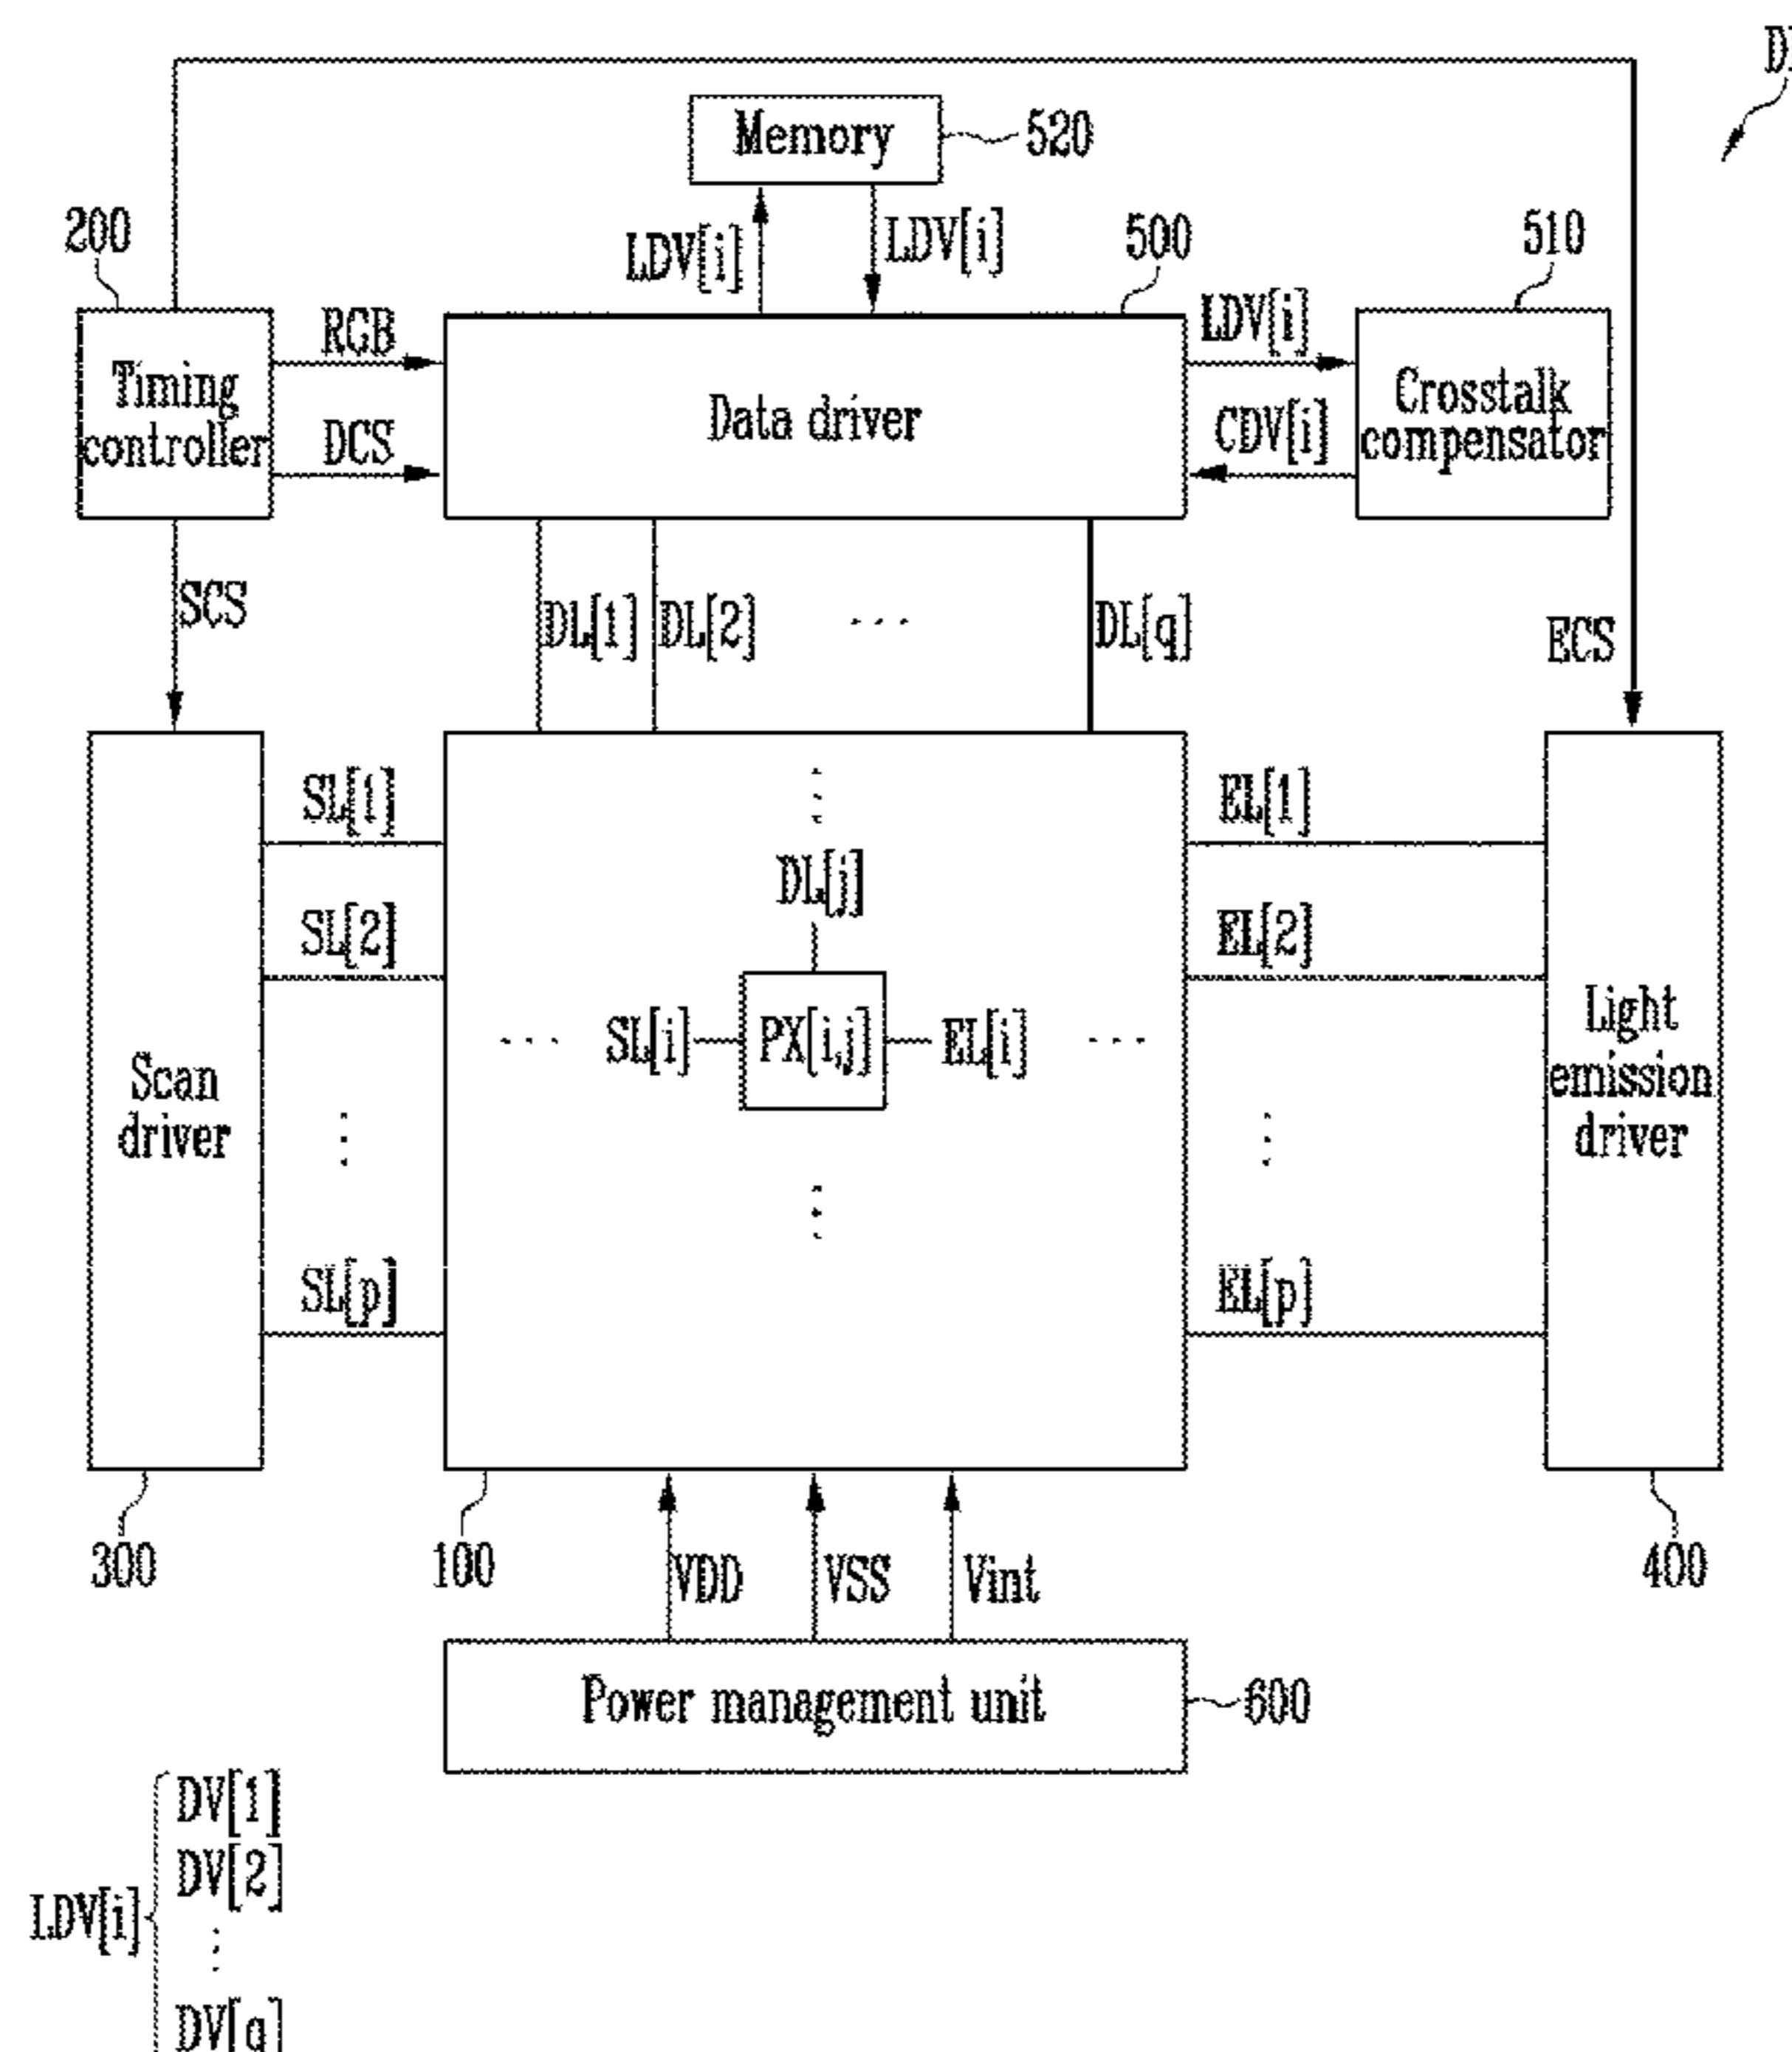 Memory
520
200
LDV[i]
LDV[i]
500
510
RGB
LDV[i]
Timing
controller
Data driver
Crosstalk
compensator
DCS
CDV[i]
SCS
DL[1]
DL[2]
. . .
DL[q]
ECS
SL[1]
EL[1]
DL[j]
SL[2]
EL[2]
. . .
SL[i]
PX[i,j]
EL[i]
. . .
Scan
driver
Light
emission
driver
SL[p]
EL[p]
300
100
VDD
VSS
Vint
400
Power management unit
600
LDV[i]
DV[1]
DV[2]
DV[q]